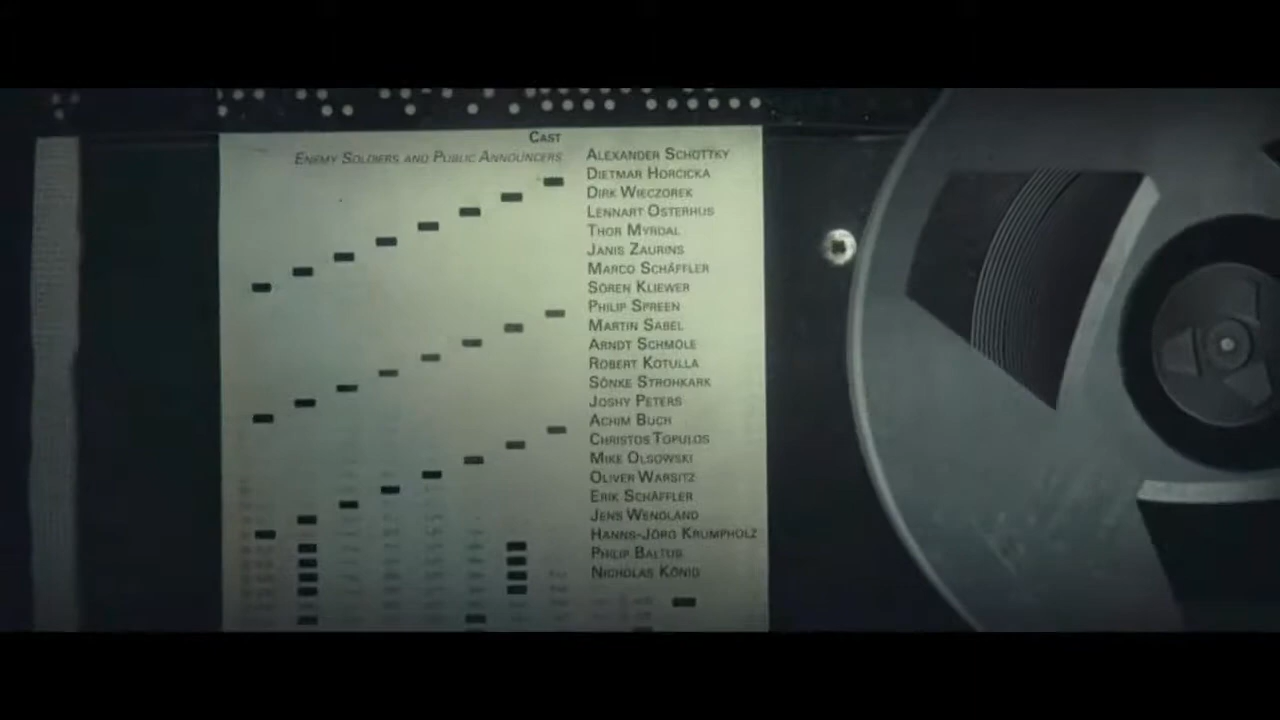 CAST
ENEMY SOLDIERS AND PUBLIC ANNOUNCERS
ALEXANDER SCHOTTKY
DIETMAR HORCICKA
DIRK WIECZOREK
LENNART OSTERHUS
THOR MYRDAL
JANIS ZAURINS
MARCO SCHÄFFLER
SÖREN KLIEWER
PHILIP SPREEN
MARTIN SABEL
ARNDT SCHMÖLE
ROBERT KOTULLA
SÖNKE STROHKARK
JOSHY PETERS
ACHIM BUCH
CHRISTOS TOPULOS
MIKE OLSOWSKI
OLIVER WARSITZ
ERIK SCHÄFFLER
JENS WENDLAND
HANNS-JÖRG KRUMPHOLZ
PHILIP BALTUS
NICHOLAS KÖNIG